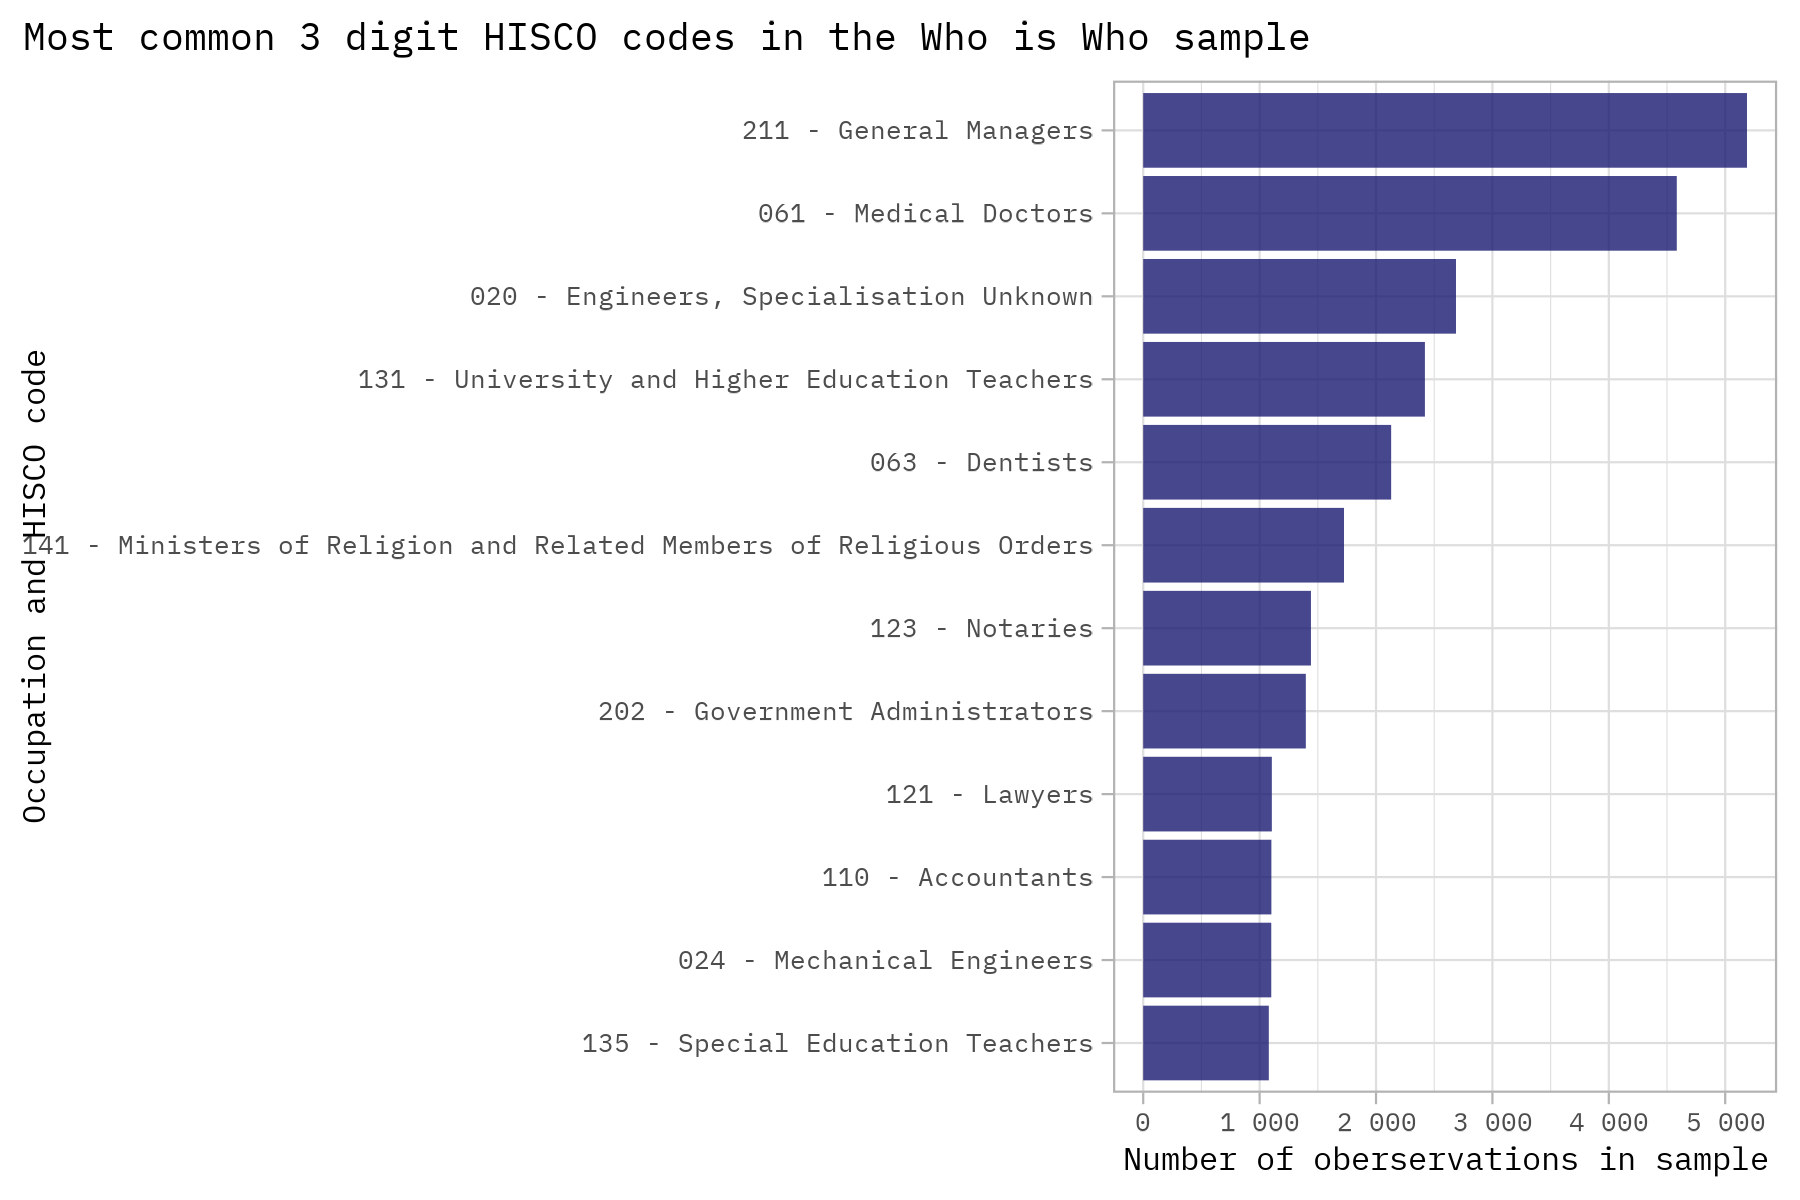 Most common 3 digit HISCO codes in the Who is Who sample
Occupation and HISCO code
211 - General Managers
061 - Medical Doctors
020 - Engineers, Specialisation Unknown
131 - University and Higher Education Teachers
063 - Dentists
141 - Ministers of Religion and Related Members of Religious Orders
123 - Notaries
202 - Government Administrators
121 - Lawyers
110 - Accountants
024 - Mechanical Engineers
135 - Special Education Teachers
0 1 000 2 000 3 000 4 000 5 000
Number of oberservations in sample